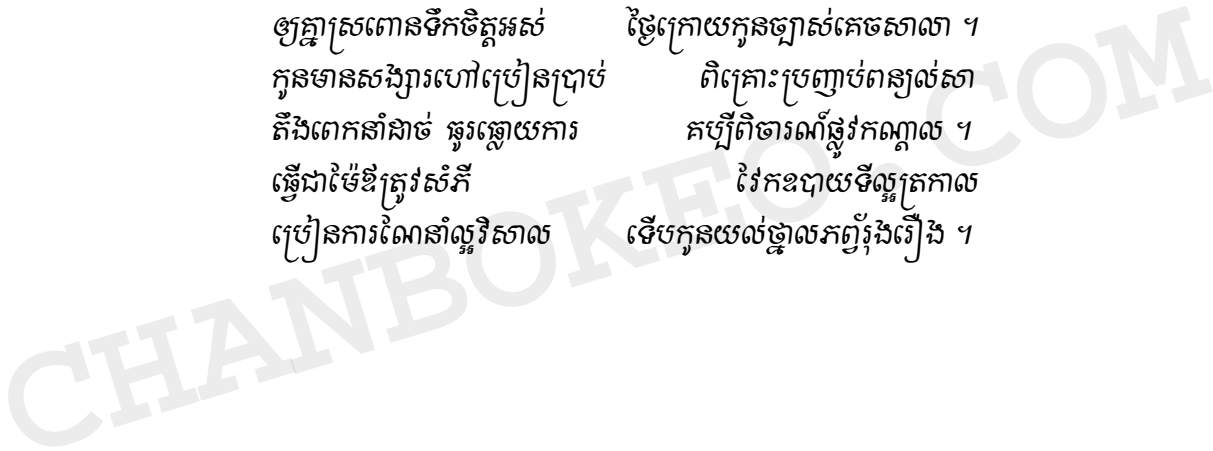 ឲ្យគ្នាស្រពោនទឹកចិត្តអស់ ថ្ងៃក្រោយកូនច្បាស់គេចសាលា ។
កូនមានសង្សារហៅប្រៀនប្រាប់ ពិគ្រោះប្រញាប់ពន្យល់សា
តឹងពេកនាំដាច់ ធូរធ្លោយការ គប្បីពិចារណ៍ផ្លូវកណ្ដាល ។
ធ្វើជាម៉ែឪត្រូវសំភី វៃកឧបាយទីល្អត្រកាល
ប្រៀនការណែនាំល្អវិសាល ទើបកូនយល់ថ្នាលភព្វ័រុងរឿង ។
CHANBOKEO.COM